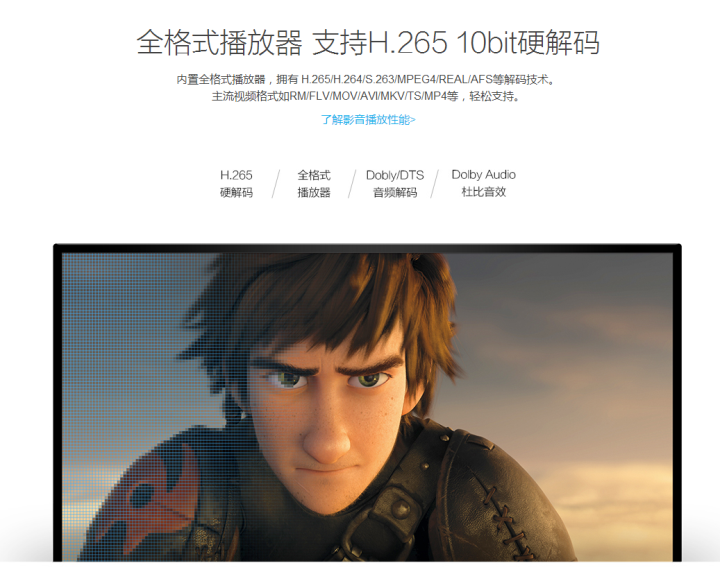 全格式播放器 支持H.265 10bit硬解码
内置全格式播放器，拥有 H.265/H.264/S.263/MPEG4/REAL/AFS等解码技术。
主流视频格式如RM/FLV/MOV/AVI/MKV/TS/MP4等，轻松支持。
了解影音播放性能>
H.265
硬解码
全格式
播放器
Dobly/DTS
音频解码
Dolby Audio
杜比音效